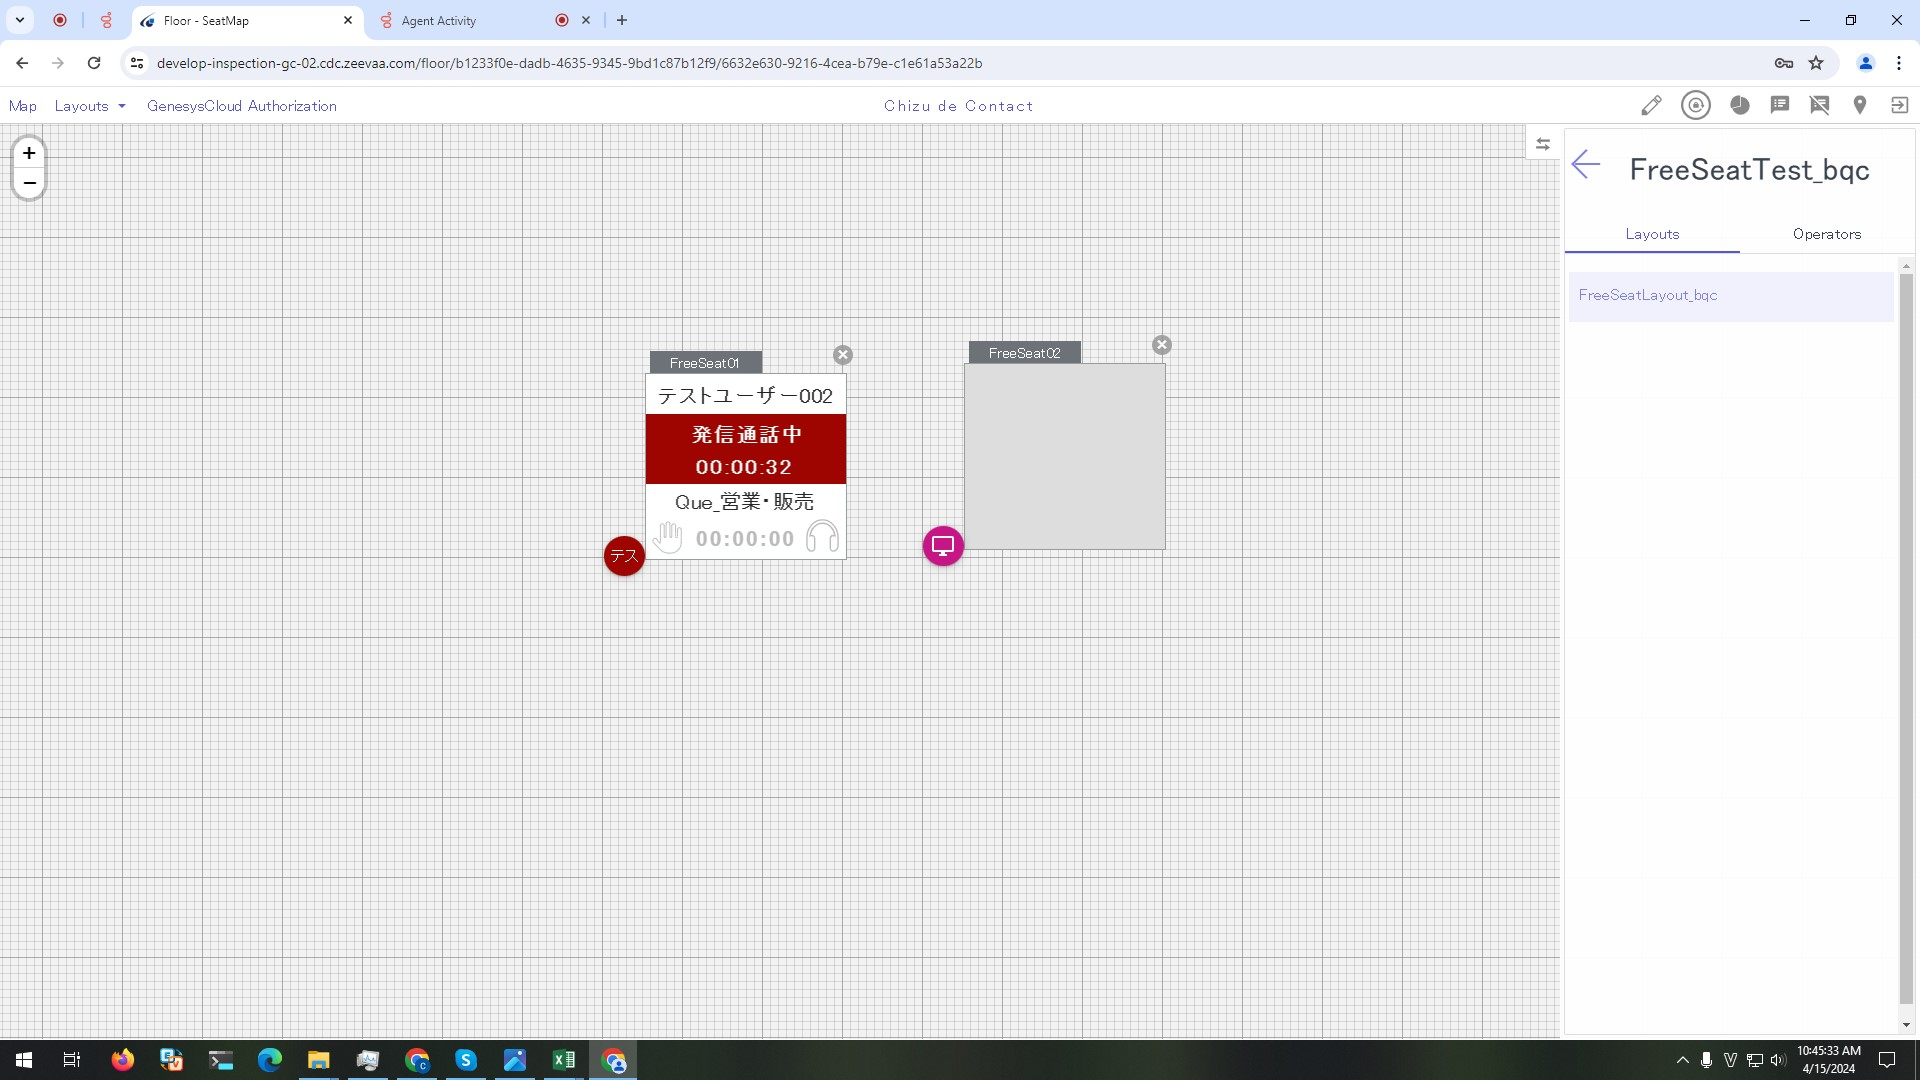 Floor - SeatMap
Agent Activity
develop-inspection-gc-02.cdc.zeevaa.com/floor/b1233f0e-dadb-4635-9345-9bd1c87b12f9/6632e630-9216-4cea-b79e-c1e61a53a22b
Map Layouts GenesysCloud Authorization Chizu de Contact
+
−
FreeSeatTest_bqc
Layouts Operators
FreeSeatLayout_bqc
FreeSeat01
テストユーザー002
発信通話中
00:00:32
Que_営業・販売
00:00:00
テス
FreeSeat02
10:45:33 AM
4/15/2024